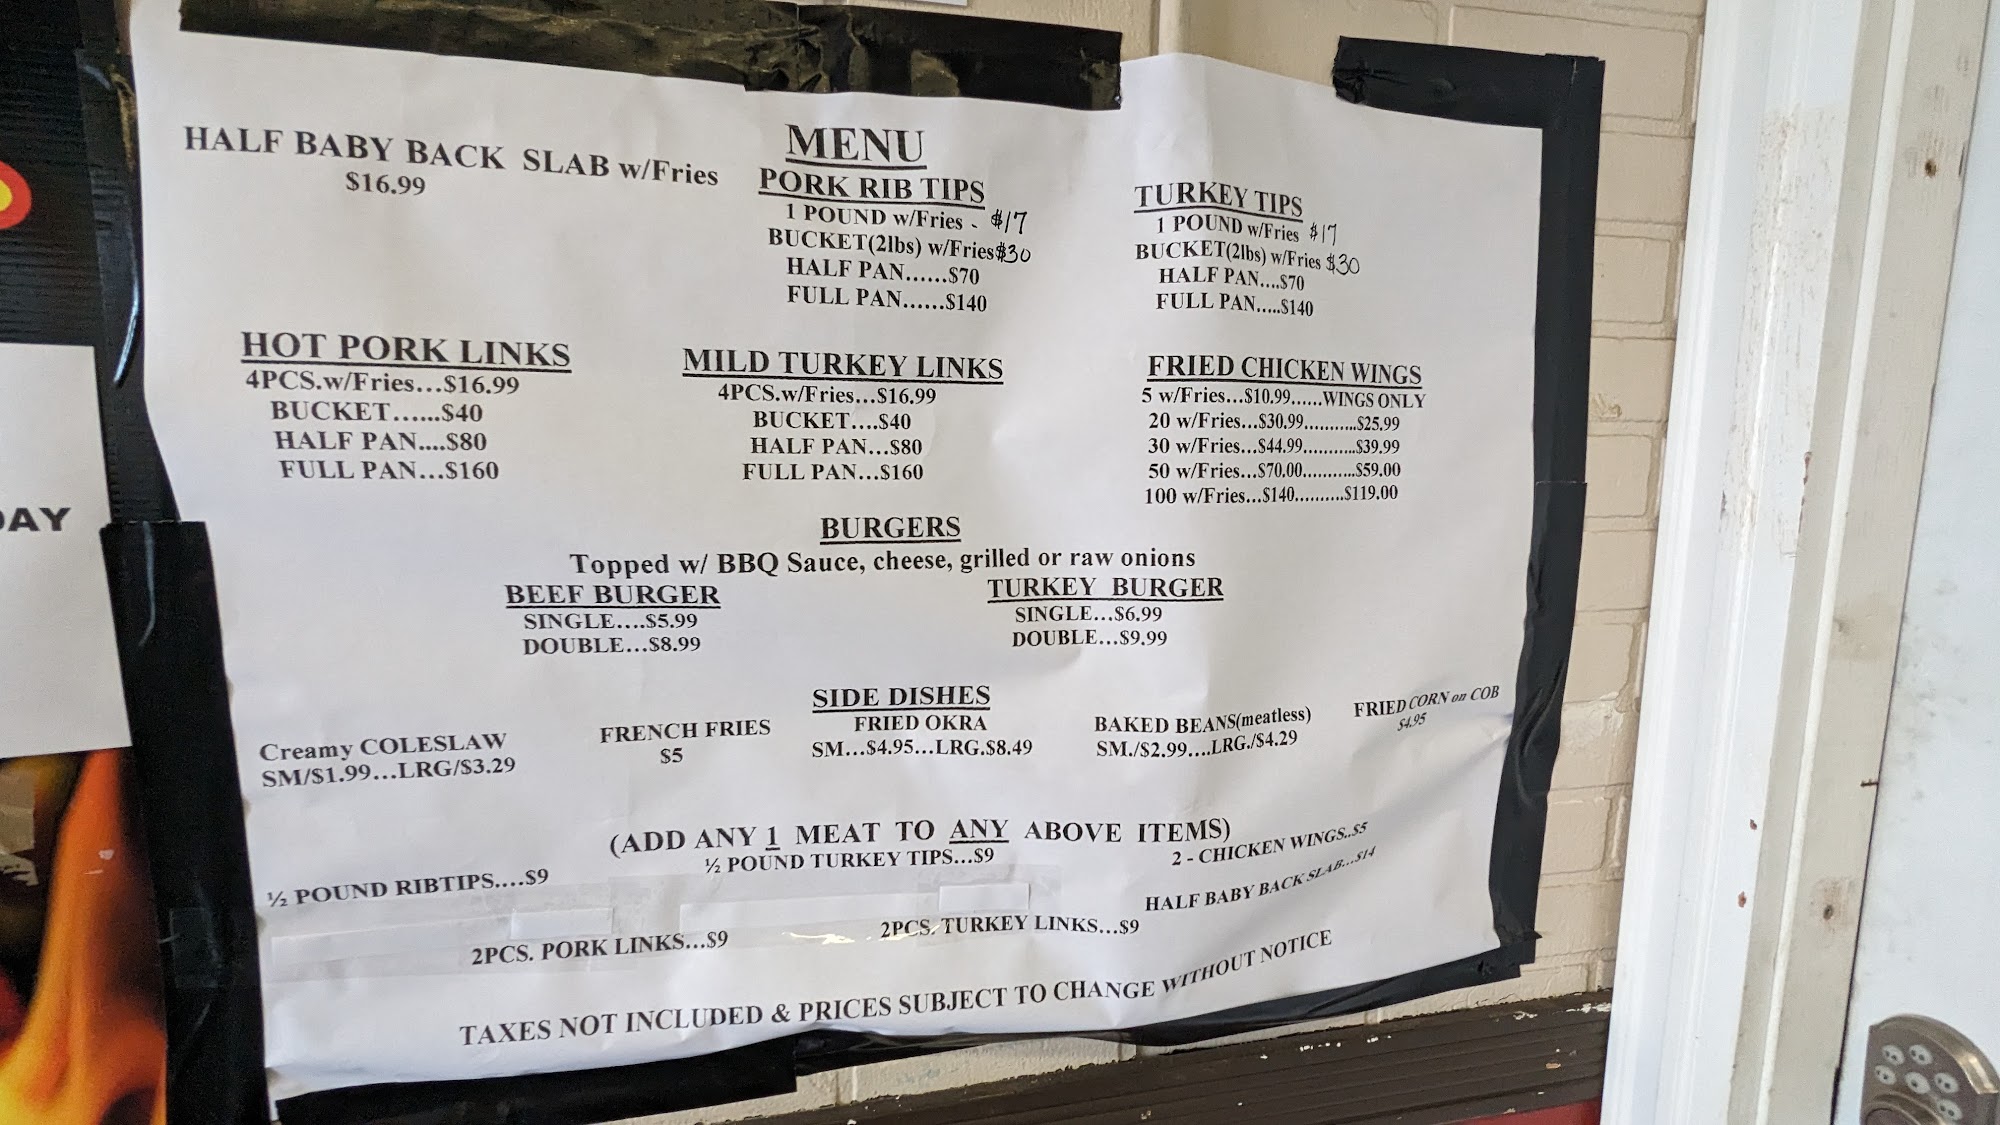 DAY
HALF BABY BACK SLAB w/Fries
$16.99
MENU
PORK RIB TIPS
1 POUND w/Fries - $17
BUCKET(2lbs) w/Fries$30
HALF PAN......$70
FULL PAN......$140
TURKEY TIPS
1 POUND w/Fries $17
BUCKET(2lbs) w/Fries $30
HALF PAN....$70
FULL PAN.....$140
HOT PORK LINKS
4PCS.w/Fries...$16.99
BUCKET......$40
HALF PAN....$80
FULL PAN...$160
MILD TURKEY LINKS
4PCS.w/Fries...$16.99
BUCKET....$40
HALF PAN...$80
FULL PAN...$160
FRIED CHICKEN WINGS
5 w/Fries...$10.99......WINGS ONLY
20 w/Fries...$30.99...........$25.99
30 w/Fries...$44.99...........$39.99
50 w/Fries...$70.00...........$59.00
100 w/Fries...$140..........$119.00
BURGERS
Topped w/ BBQ Sauce, cheese, grilled or raw onions
BEEF BURGER
SINGLE....$5.99
DOUBLE...$8.99
TURKEY BURGER
SINGLE...$6.99
DOUBLE...$9.99
SIDE DISHES
Creamy COLESLAW
SM/$1.99...LRG/$3.29
FRENCH FRIES
$5
FRIED OKRA
SM...$4.95...LRG.$8.49
BAKED BEANS(meatless)
SM./$2.99....LRG./$4.29
FRIED CORN on COB
$4.95
(ADD ANY 1 MEAT TO ANY ABOVE ITEMS)
½ POUND RIBTIPS....$9
½ POUND TURKEY TIPS...$9
2 - CHICKEN WINGS..$5
2PCS. PORK LINKS...$9
2PCS. TURKEY LINKS...$9
HALF BABY BACK SLAB...$14
TAXES NOT INCLUDED & PRICES SUBJECT TO CHANGE WITHOUT NOTICE